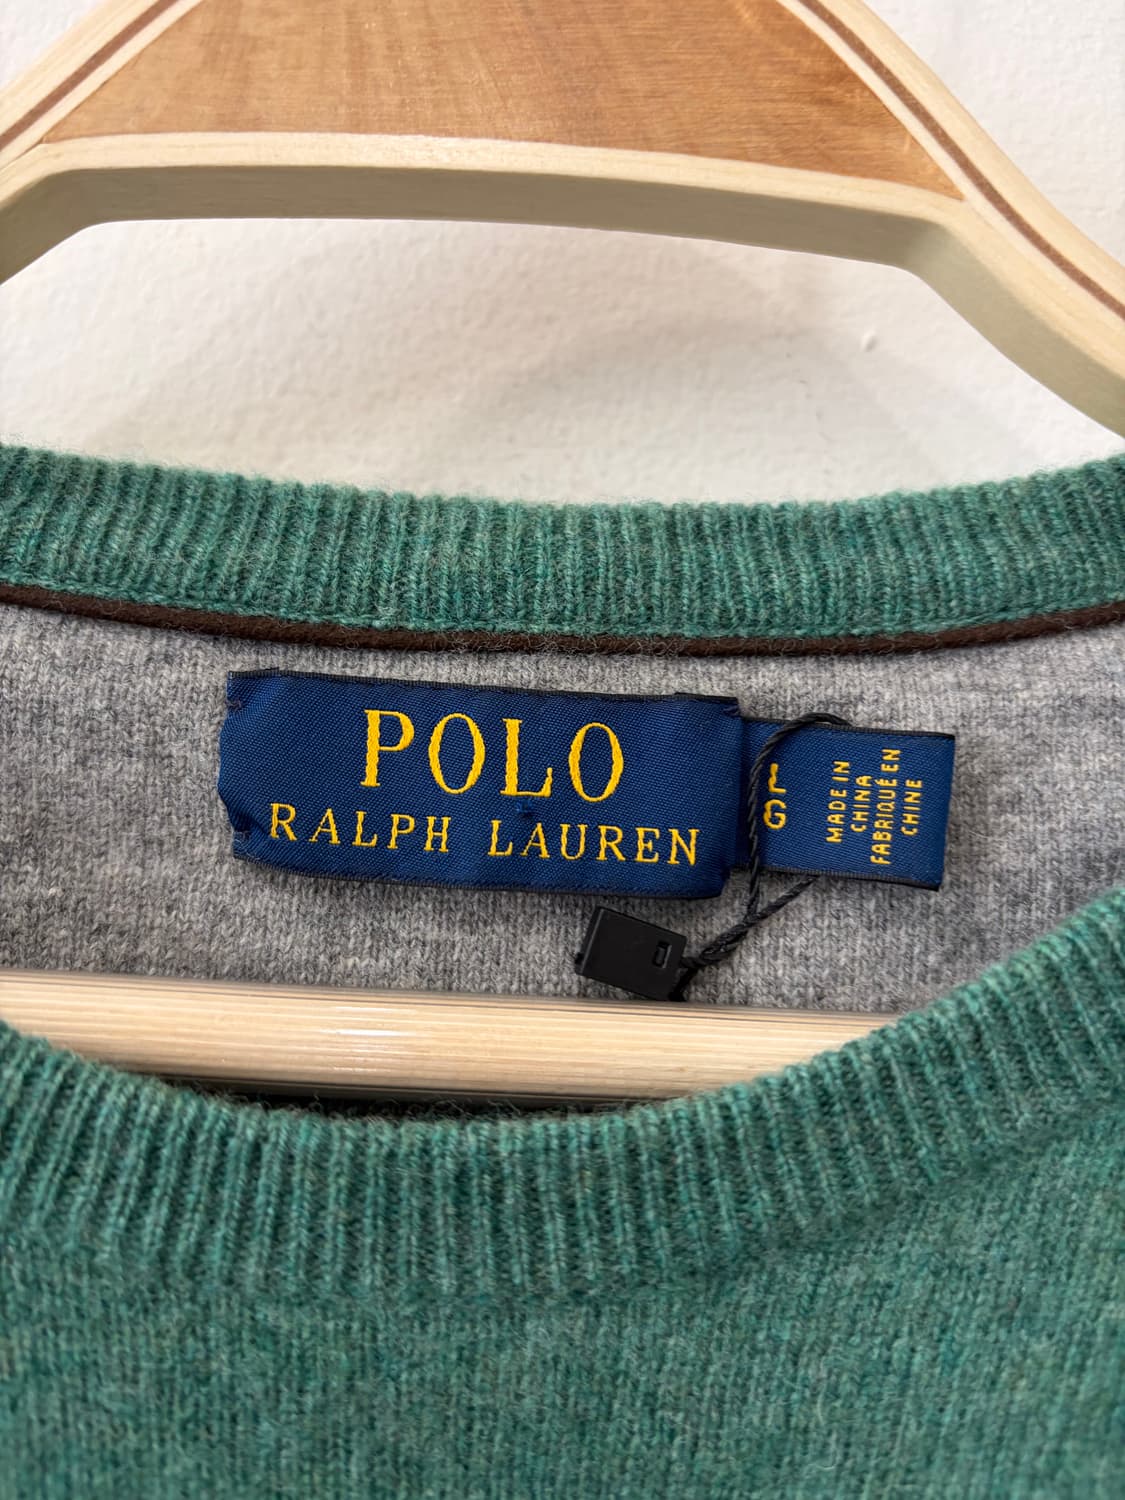 POLO
RALPH LAUREN
L
G
MADE IN
CHINA
FABRIQUÉ EN
CHINE